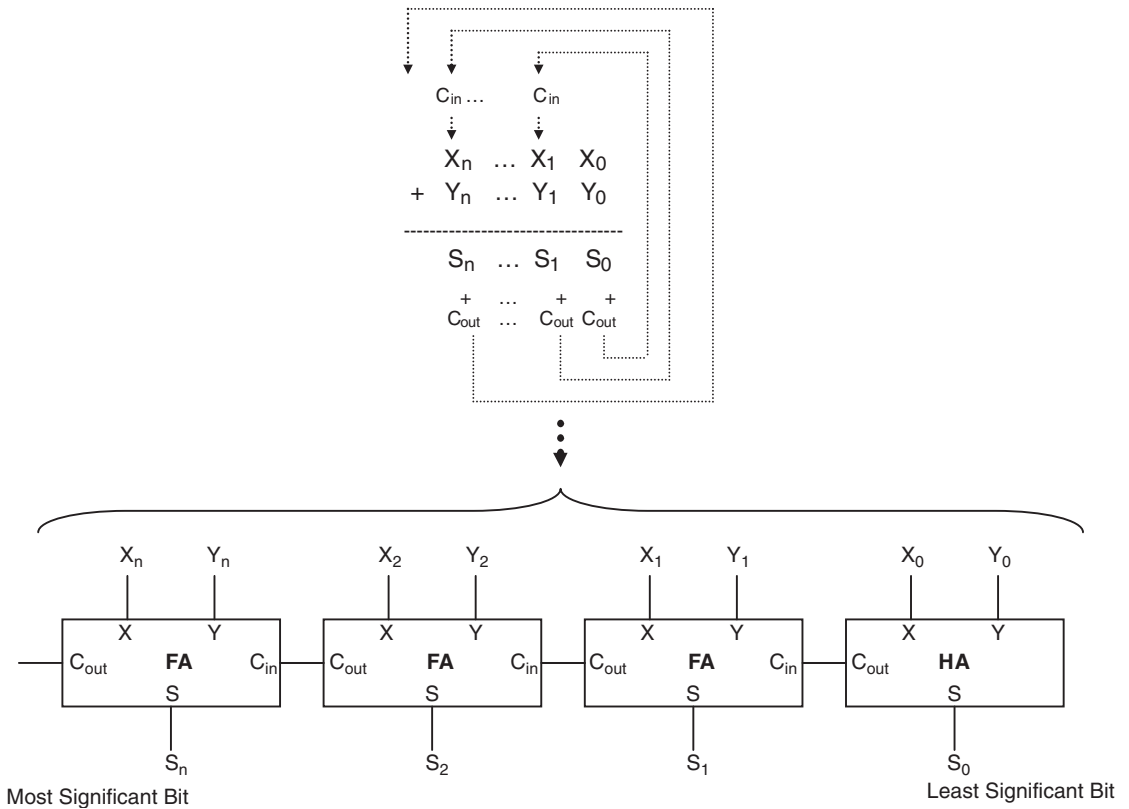 Cin … Cin
Xn … X1 X0
+ Yn … Y1 Y0
Sn … S1 S0
+ … + +
Cout … Cout Cout
Xn Yn X2 Y2 X1 Y1 X0 Y0
X Y X Y X Y X Y
Cout FA Cin Cout FA Cin Cout FA Cin Cout HA
S S S S
Sn S2 S1 S0
Most Significant Bit Least Significant Bit